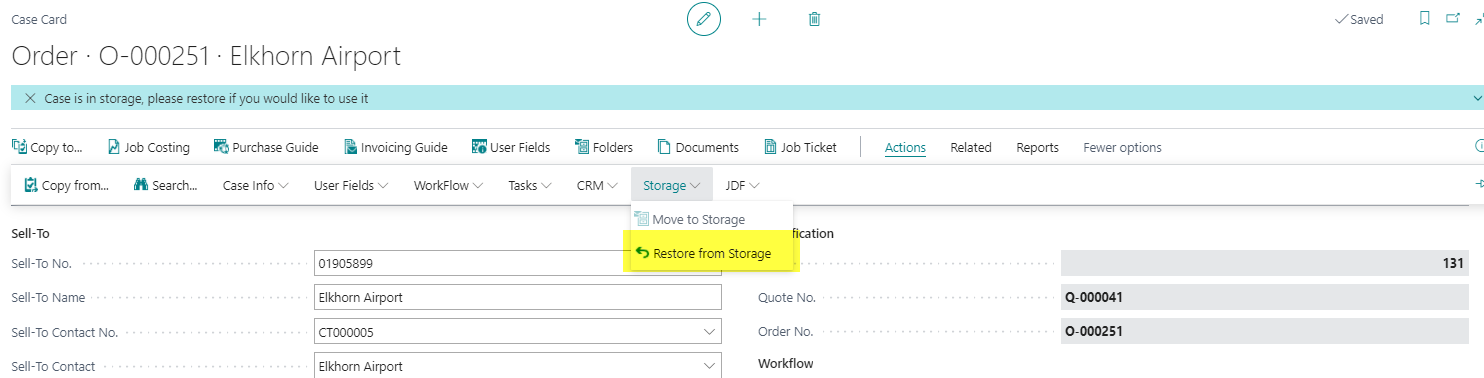 Case Card
Saved
Order · O-000251 · Elkhorn Airport
Case is in storage, please restore if you would like to use it
Copy to... Job Costing Purchase Guide Invoicing Guide User Fields Folders Documents Job Ticket Actions Related Reports Fewer options
Copy from... Search... Case Info User Fields WorkFlow Tasks CRM Storage JDF
Move to Storage
Restore from Storage
Sell-To
Sell-To No. 01905899
131
Sell-To Name Elkhorn Airport
Quote No. Q-000041
Sell-To Contact No. CT000005
Order No. O-000251
Sell-To Contact Elkhorn Airport
Workflow